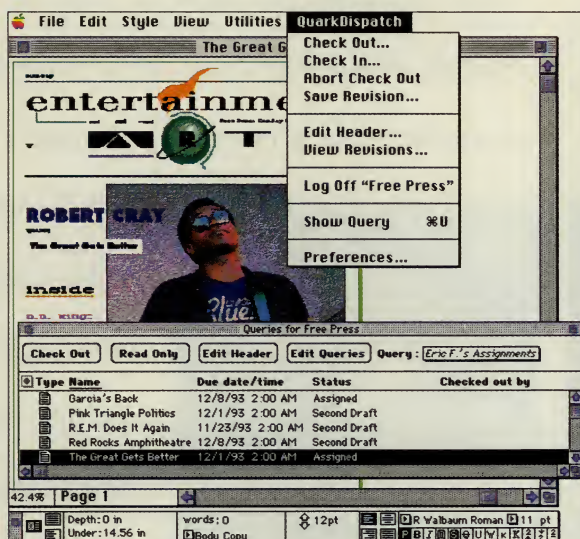 File Edit Style View Utilities QuarkDispatch
The Great G
Check Out...
Check In...
Abort Check Out
Save Revision...
Edit Header...
View Revisions...
Log Off "Free Press"
Show Query ⌘U
Preferences...
entertainme
ART
ROBERT CRAY
The Great Gets Better
inside
Blue
Queries for Free Press
Check Out Read Only Edit Header Edit Queries Query: Eric F.'s Assignments
Type Name Due date/time Status Checked out by
Garcia's Back 12/8/93 2:00 AM Assigned
Pink Triangle Politics 12/1/93 2:00 AM Second Draft
R.E.M. Does It Again 11/23/93 2:00 AM Second Draft
Red Rocks Amphitheatre 12/8/93 2:00 AM Second Draft
The Great Gets Better 12/1/93 2:00 AM Assigned
42.4% Page 1
Depth: 0 in words: 0 12pt R Walbaum Roman 11 pt
Under: 14.56 in Body Copy P B I U W K K 2 2